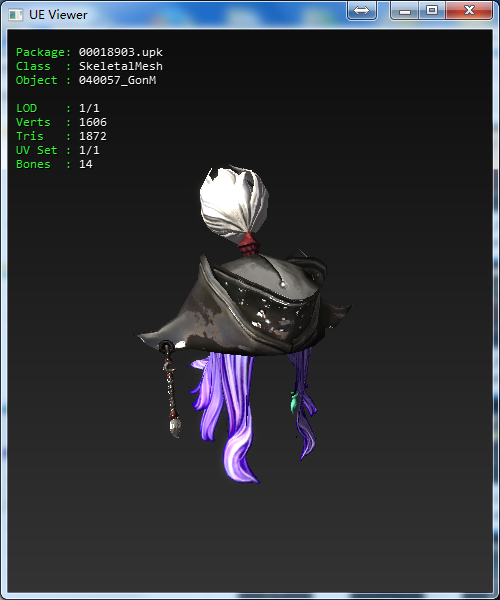 UE Viewer
Package: 00018903.upk
Class : SkeletalMesh
Object : 040057_GonM
LOD : 1/1
Verts : 1606
Tris : 1872
UV Set : 1/1
Bones : 14